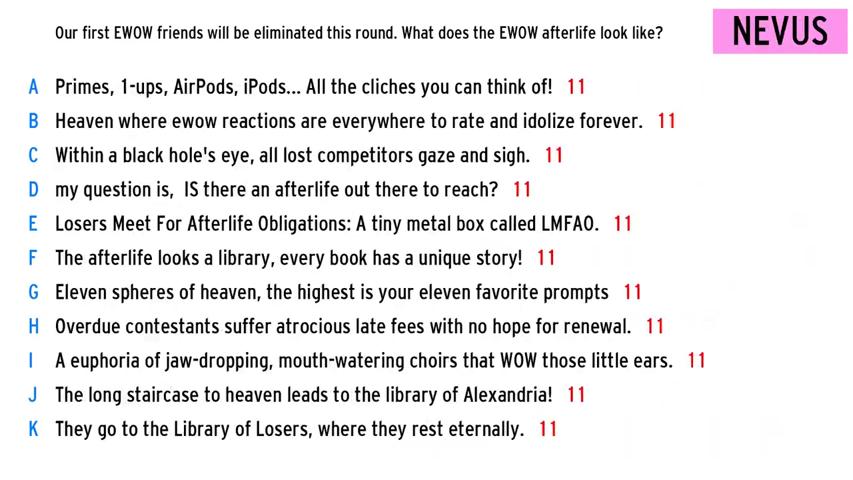 Our first EWOW friends will be eliminated this round. What does the EWOW afterlife look like?
NEVUS
A Primes, 1-ups, AirPods, iPods... All the cliches you can think of! 11
B Heaven where ewow reactions are everywhere to rate and idolize forever. 11
C Within a black hole's eye, all lost competitors gaze and sigh. 11
D my question is, IS there an afterlife out there to reach? 11
E Losers Meet For Afterlife Obligations: A tiny metal box called LMFAO. 11
F The afterlife looks a library, every book has a unique story! 11
G Eleven spheres of heaven, the highest is your eleven favorite prompts 11
H Overdue contestants suffer atrocious late fees with no hope for renewal. 11
I A euphoria of jaw-dropping, mouth-watering choirs that WOW those little ears. 11
J The long staircase to heaven leads to the library of Alexandria! 11
K They go to the Library of Losers, where they rest eternally. 11